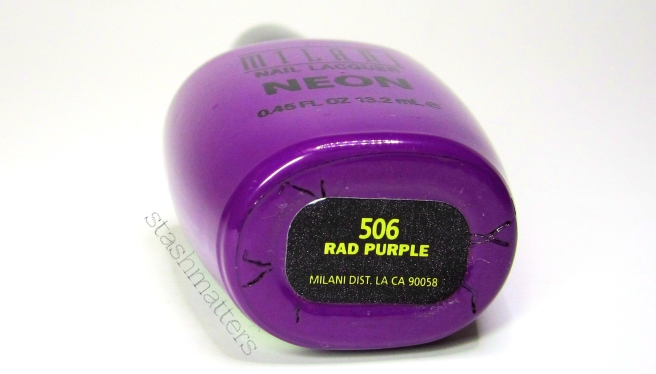 MILANI
NAIL LACQUER
NEON
0.45 FL OZ 13.2 mL e
506
RAD PURPLE
MILANI DIST. LA CA 90058
stashmatters